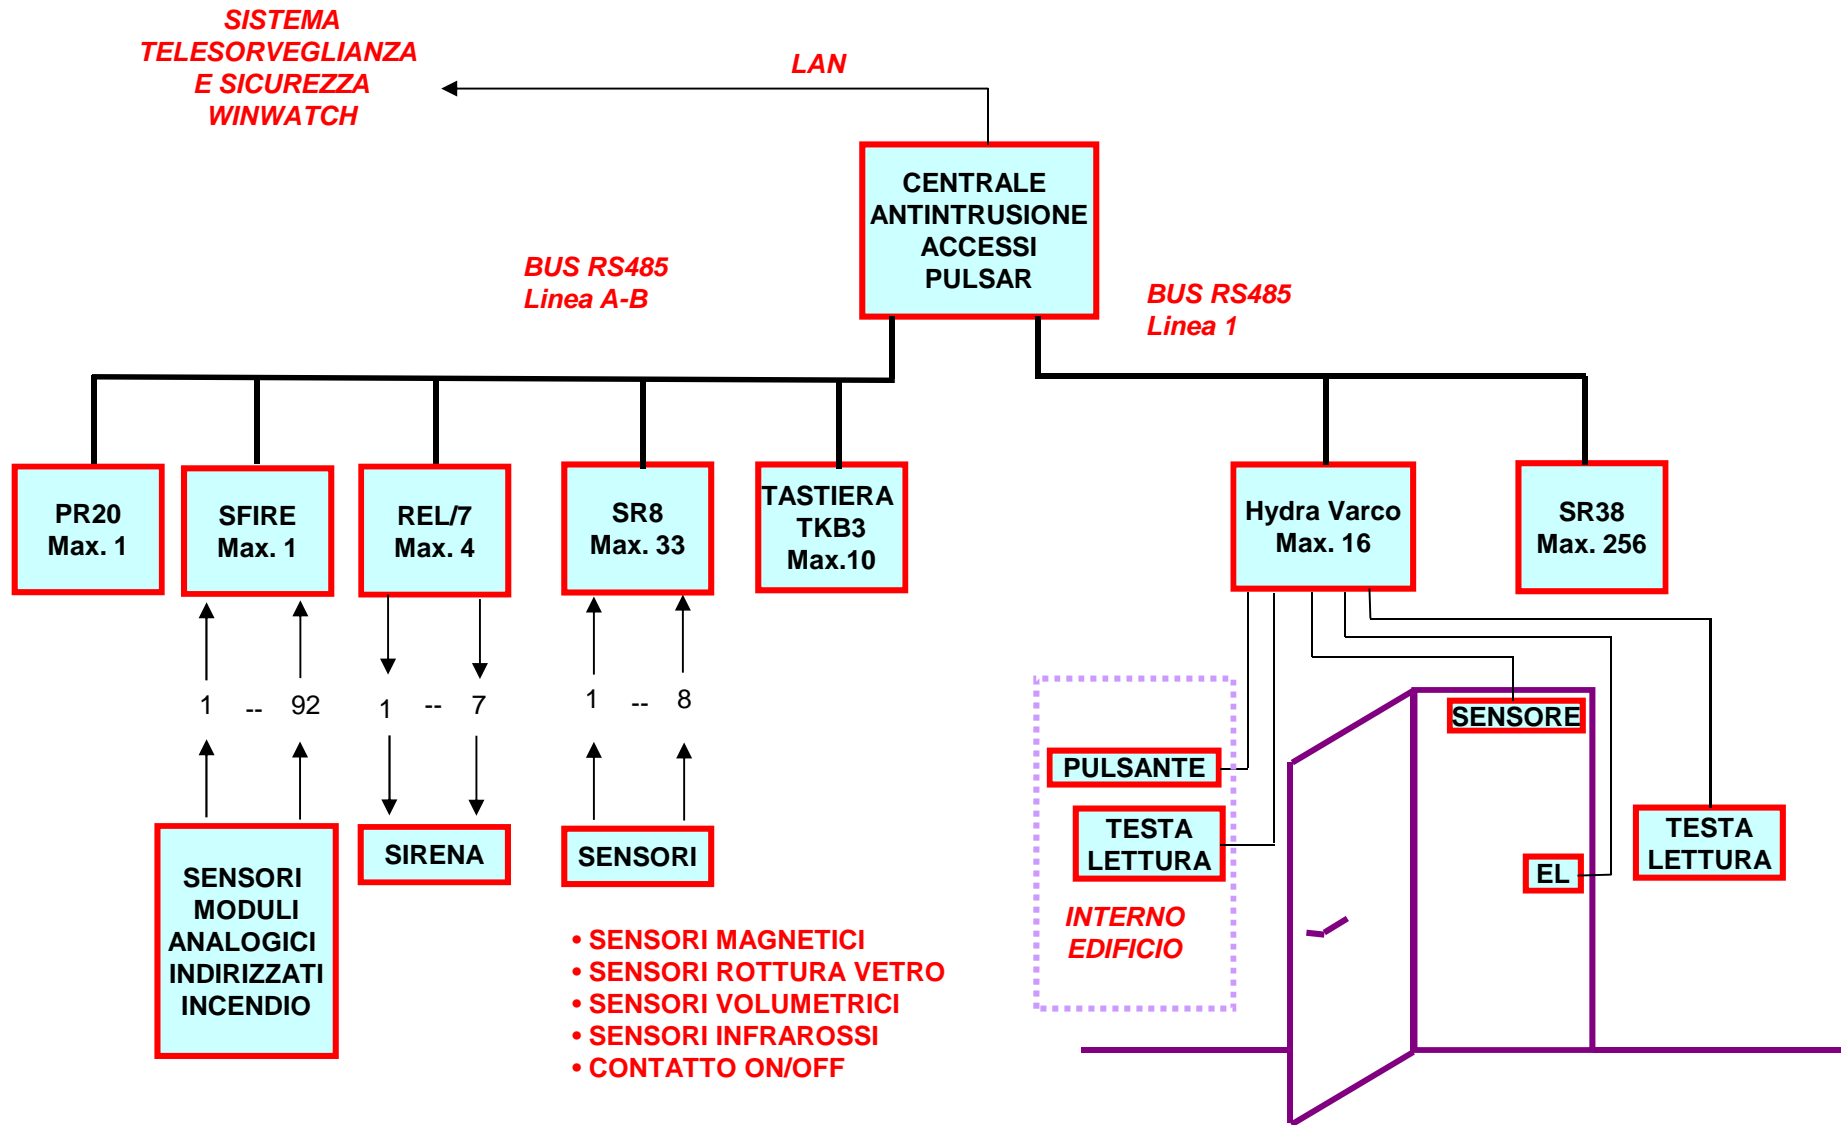 SISTEMA
TELESORVEGLIANZA
E SICUREZZA
WINWATCH
LAN
CENTRALE
ANTINTRUSIONE
ACCESSI
PULSAR
BUS RS485
Linea A-B
BUS RS485
Linea 1
PR20
Max. 1
SFIRE
Max. 1
REL/7
Max. 4
SR8
Max. 33
TASTIERA
TKB3
Max.10
Hydra Varco
Max. 16
SR38
Max. 256
1 -- 92
1 -- 7
1 -- 8
SENSORI
MODULI
ANALOGICI
INDIRIZZATI
INCENDIO
SIRENA
SENSORI
• SENSORI MAGNETICI
• SENSORI ROTTURA VETRO
• SENSORI VOLUMETRICI
• SENSORI INFRAROSSI
• CONTATTO ON/OFF
PULSANTE
TESTA
LETTURA
INTERNO
EDIFICIO
SENSORE
EL
TESTA
LETTURA